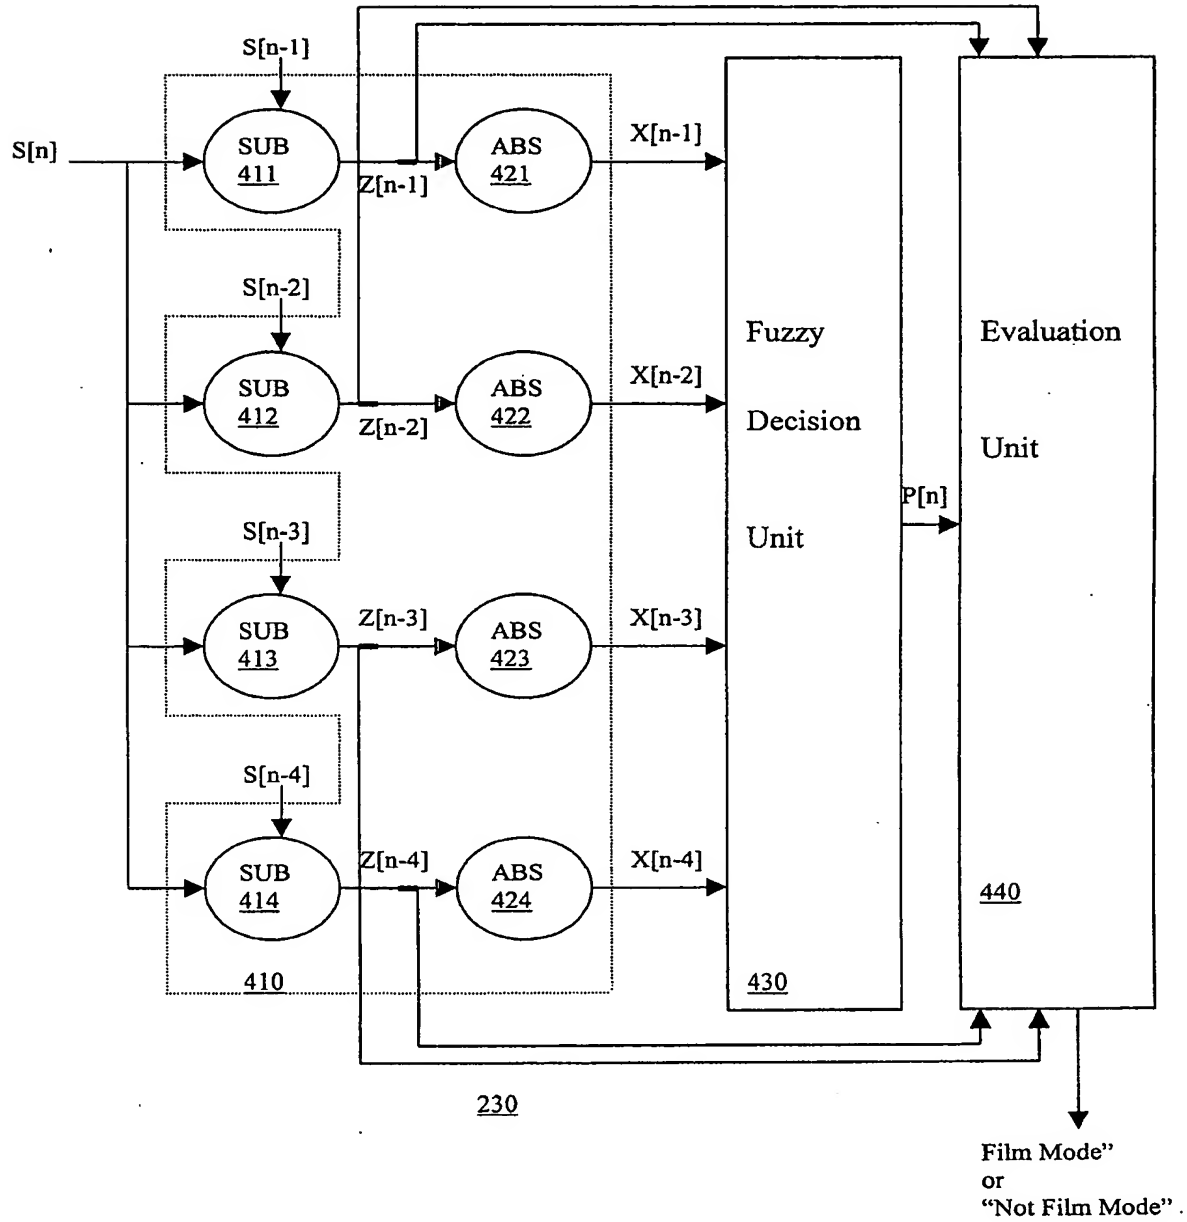 S[n-1]
S[n]
SUB
411
Z[n-1]
ABS
421
X[n-1]
S[n-2]
SUB
412
Z[n-2]
ABS
422
X[n-2]
S[n-3]
SUB
413
Z[n-3]
ABS
423
X[n-3]
S[n-4]
SUB
414
Z[n-4]
ABS
424
X[n-4]
410
Fuzzy
Decision
Unit
430
P[n]
Evaluation
Unit
440
230
Film Mode”
or
“Not Film Mode” .